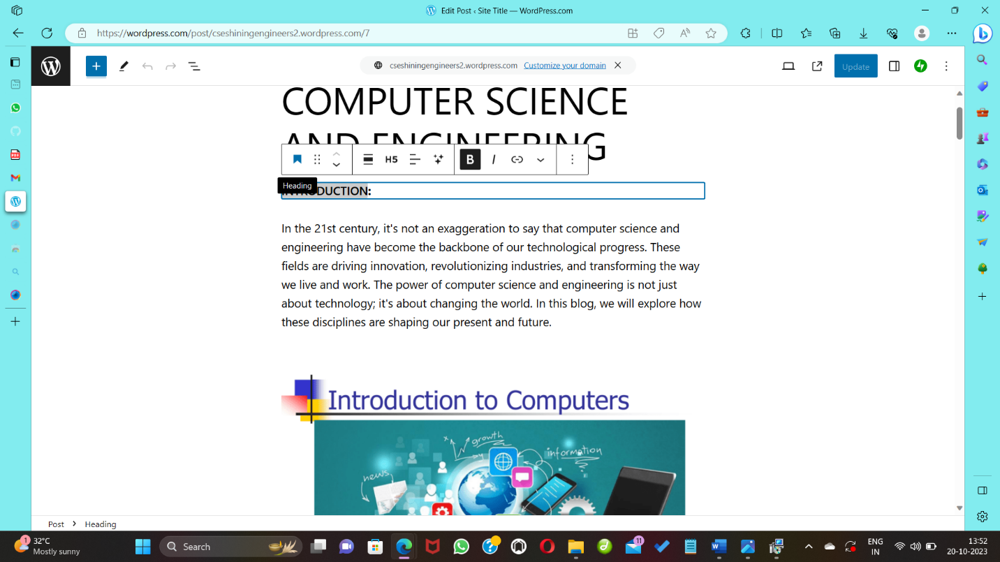 Edit Post ‹ Site Title — WordPress.com
https://wordpress.com/post/cseshiningengineers2.wordpress.com/7
cseshiningengineers2.wordpress.com Customize your domain
Update
COMPUTER SCIENCE
AND ENGINEERING
H5 B I
Heading
INTRODUCTION:
In the 21st century, it's not an exaggeration to say that computer science and
engineering have become the backbone of our technological progress. These
fields are driving innovation, revolutionizing industries, and transforming the way
we live and work. The power of computer science and engineering is not just
about technology; it's about changing the world. In this blog, we will explore how
these disciplines are shaping our present and future.
Introduction to Computers
growth
information
news
Post > Heading
1
32°C
Mostly sunny
Search
11
ENG
IN
13:52
20-10-2023